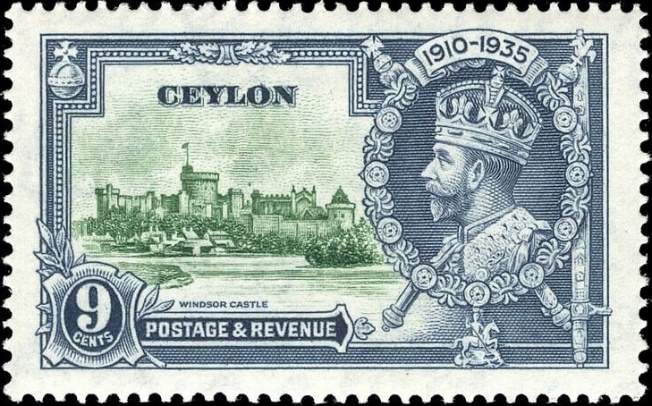 1910-1935
CEYLON
WINDSOR CASTLE
9
CENTS
POSTAGE & REVENUE